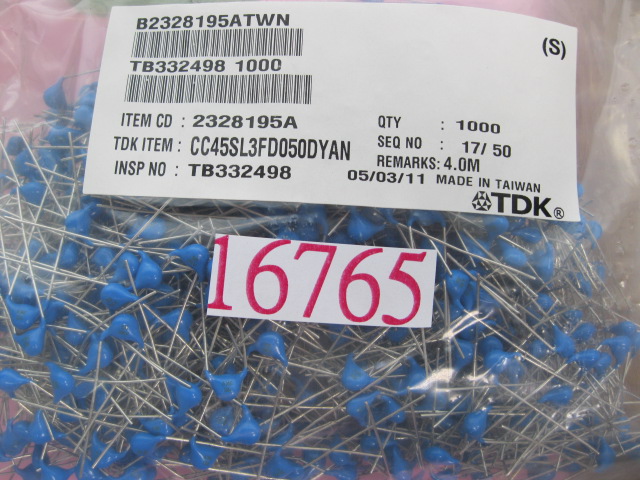 B2328195ATWN
(S)
TB332498 1000
ITEM CD : 2328195A QTY : 1000
TDK ITEM : CC45SL3FD050DYAN SEQ NO : 17/ 50
INSP NO : TB332498 REMARKS: 4.0M
05/03/11 MADE IN TAIWAN
TDK®
16765